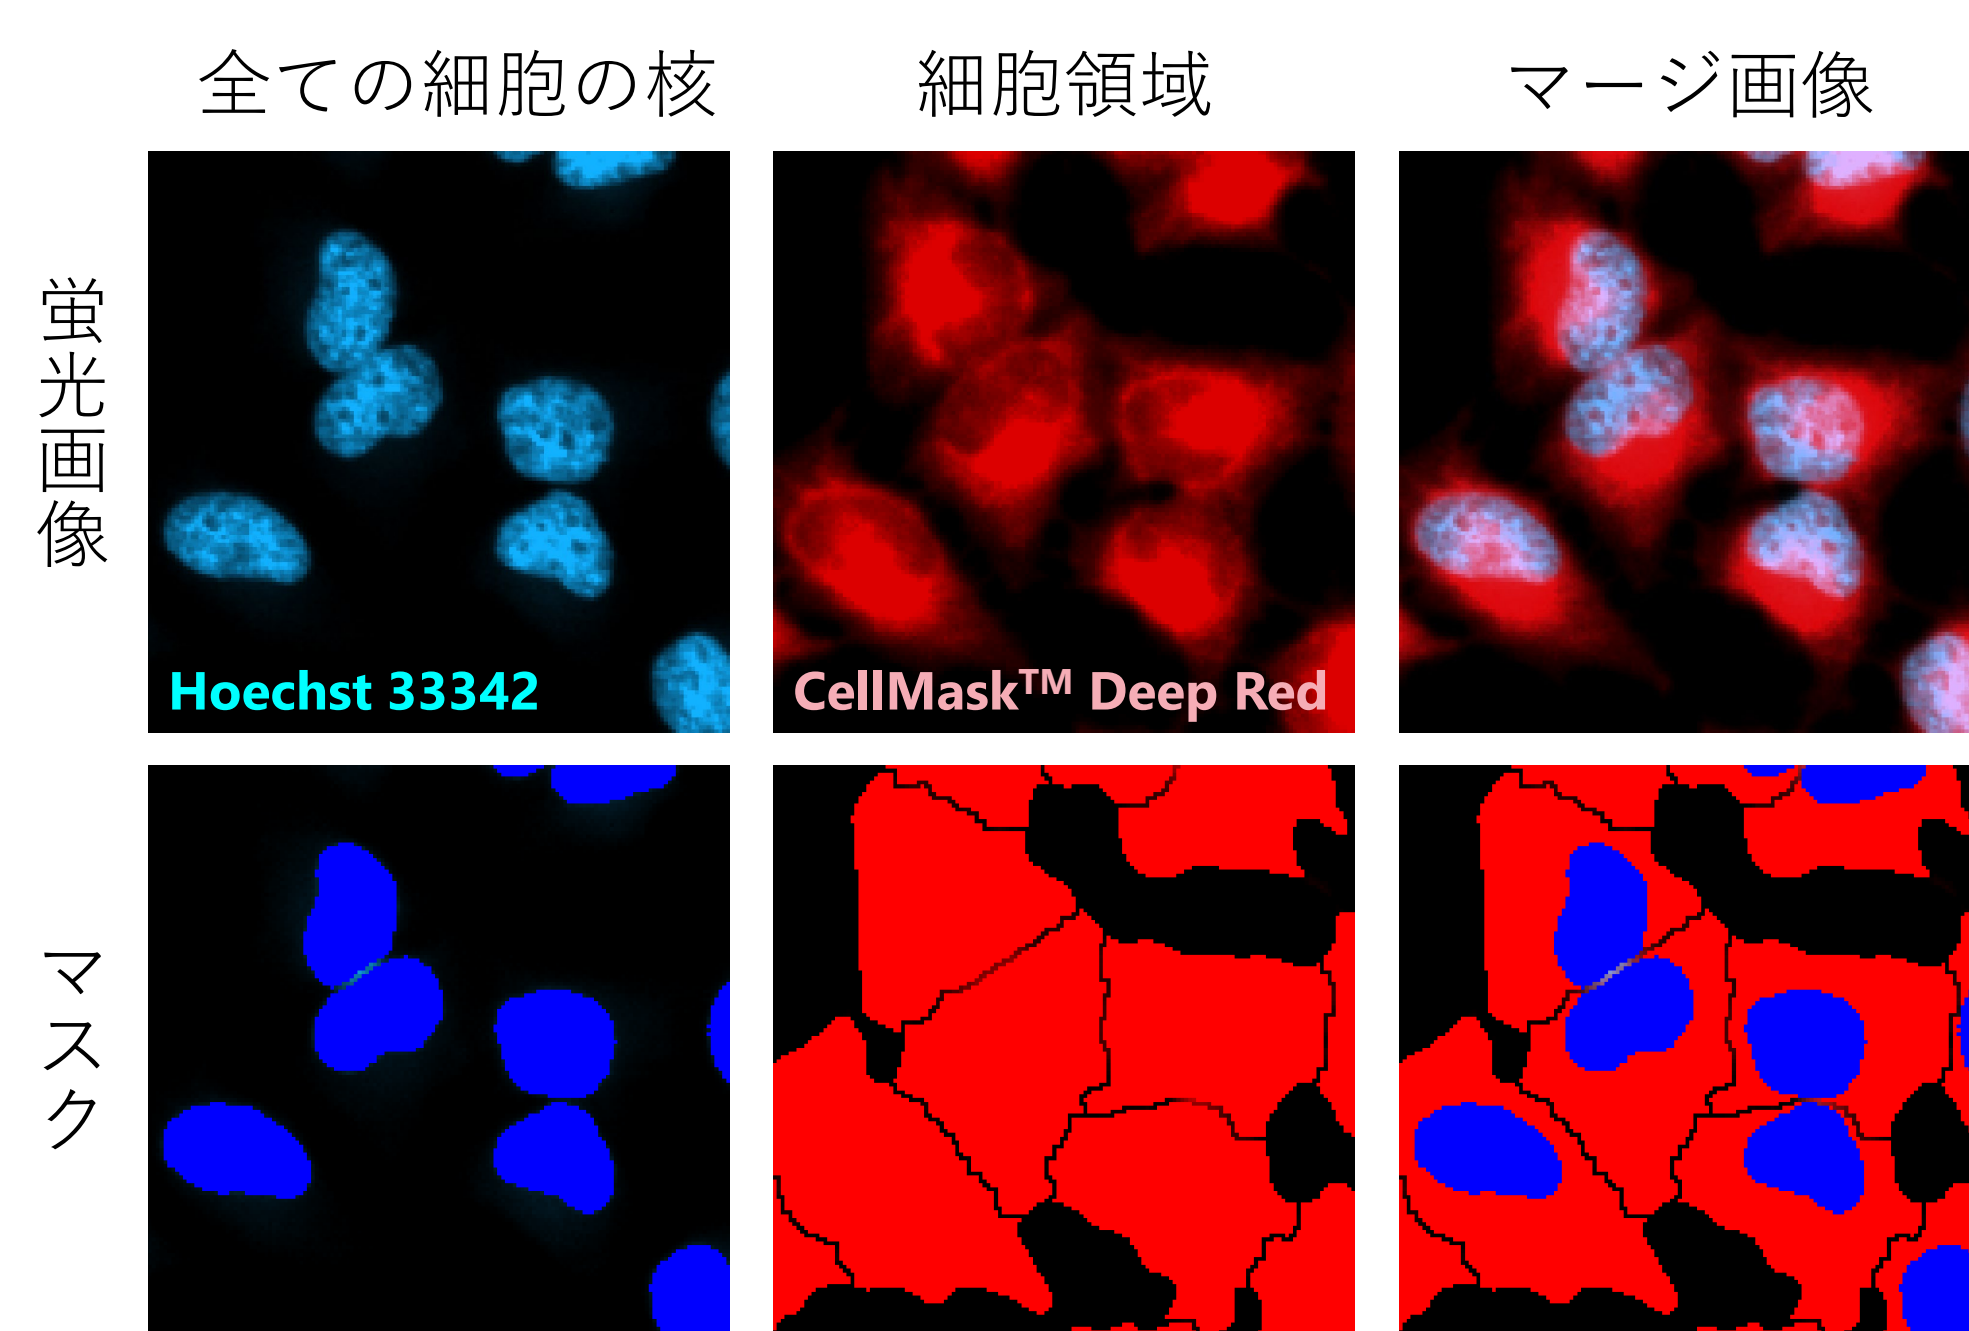 全ての細胞の核
細胞領域
マージ画像
蛍光画像
Hoechst 33342
CellMask™ Deep Red
マスク